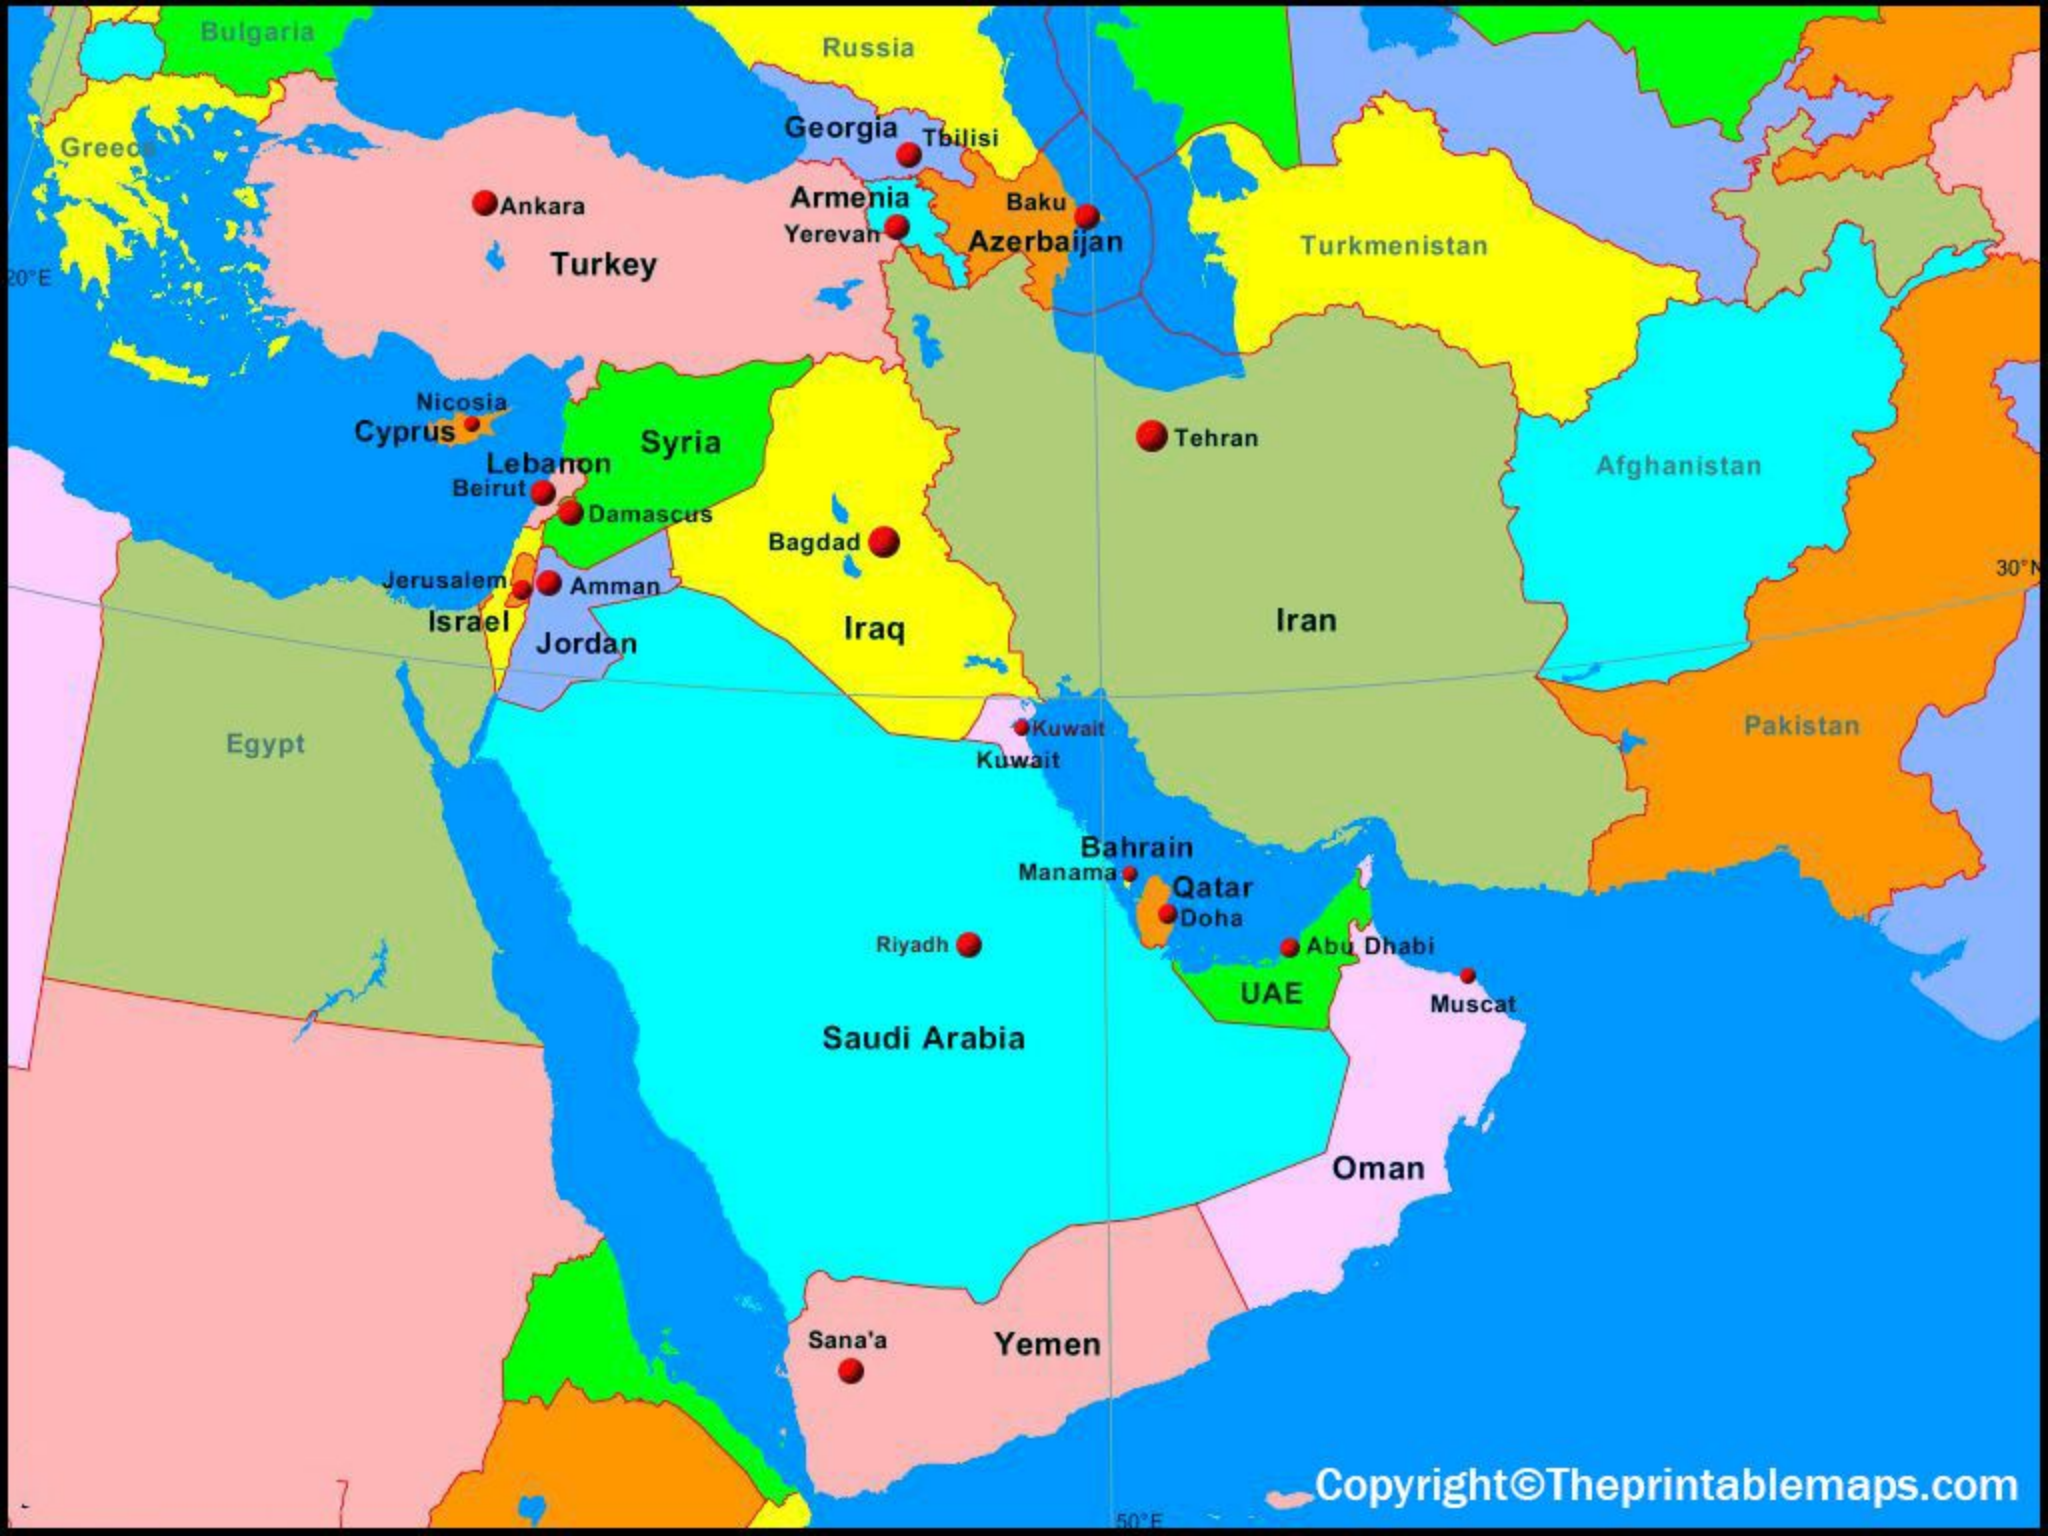 Bulgaria
Russia
Georgia
Tbilisi
Greece
Armenia
Baku
Ankara
Yerevan
Azerbaijan
Turkmenistan
Turkey
20°E
Nicosia
Cyprus
Syria
Tehran
Lebanon
Afghanistan
Beirut
Damascus
Bagdad
30°N
Jerusalem
Amman
Israel
Iraq
Iran
Jordan
Egypt
Kuwait
Pakistan
Kuwait
Bahrain
Manama
Qatar
Doha
Riyadh
Abu Dhabi
UAE
Muscat
Saudi Arabia
Oman
Sana'a
Yemen
Copyright©Theprintablemaps.com
50°E